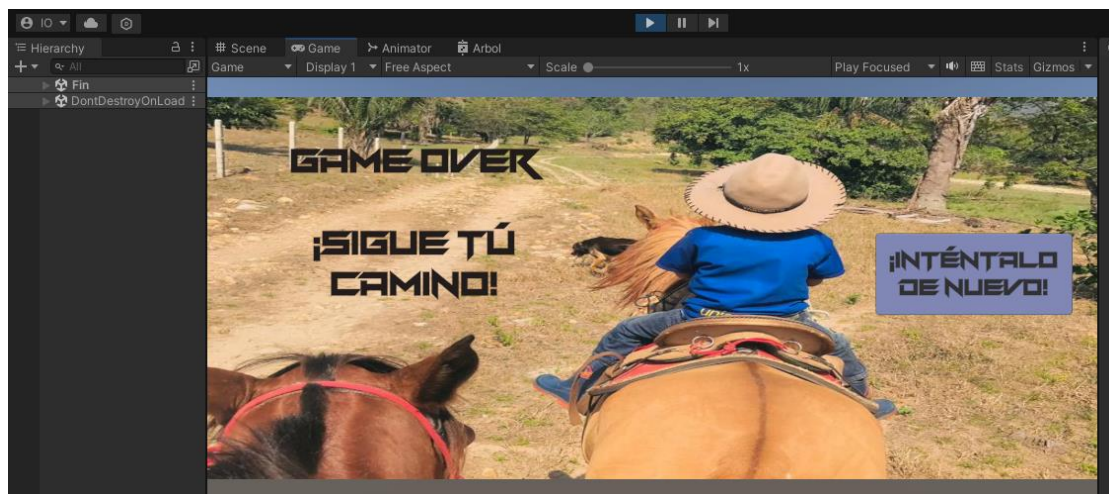 IO
Hierarchy
Scene Game Animator Arbol
All
Game Display 1 Free Aspect Scale 1x Play Focused Stats Gizmos
Fin
DontDestroyOnLoad
GAME OVER
¡SIGUE TÚ
CAMINO!
¡INTÉNTALO
DE NUEVO!